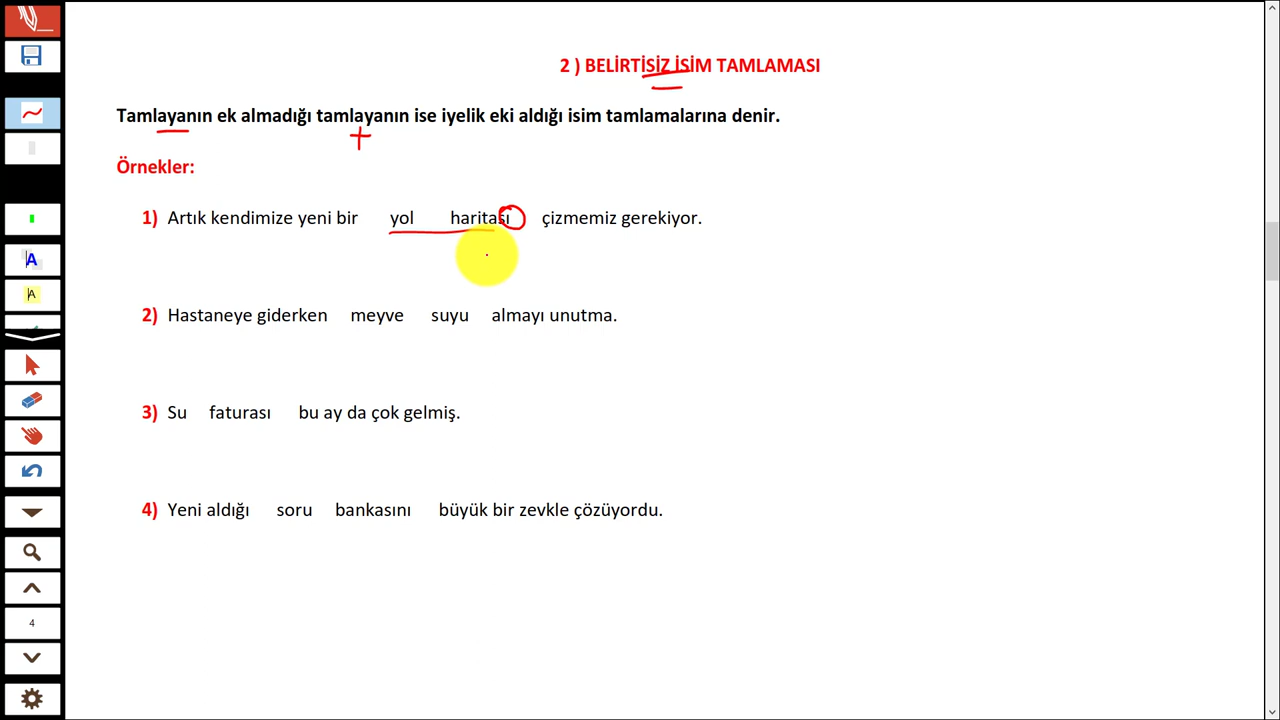 2 ) BELİRTİSİZ İSİM TAMLAMASI
Tamlayanın ek almadığı tamlayanın ise iyelik eki aldığı isim tamlamalarına denir.
Örnekler:
1) Artık kendimize yeni bir yol haritası çizmemiz gerekiyor.
2) Hastaneye giderken meyve suyu almayı unutma.
3) Su faturası bu ay da çok gelmiş.
4) Yeni aldığı soru bankasını büyük bir zevkle çözüyordu.
A
A
4